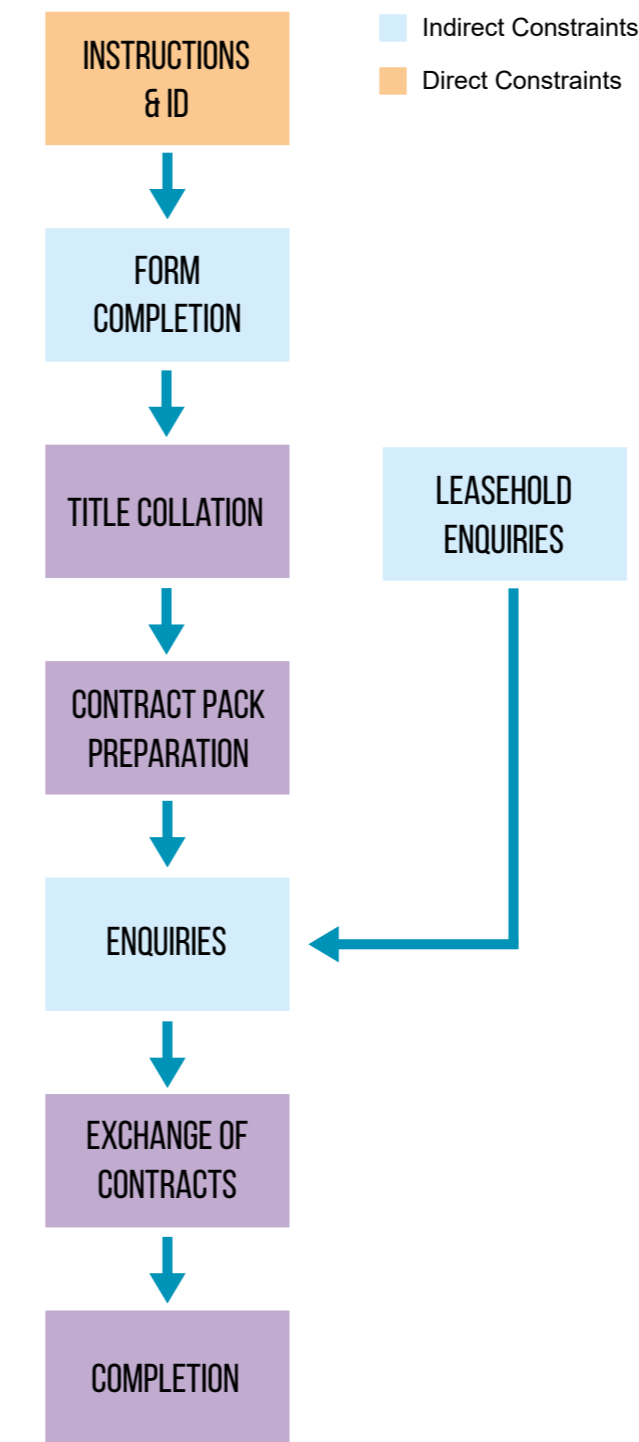 INSTRUCTIONS
& ID
Indirect Constraints
Direct Constraints
FORM
COMPLETION
TITLE COLLATION
LEASEHOLD
ENQUIRIES
CONTRACT PACK
PREPARATION
ENQUIRIES
EXCHANGE OF
CONTRACTS
COMPLETION